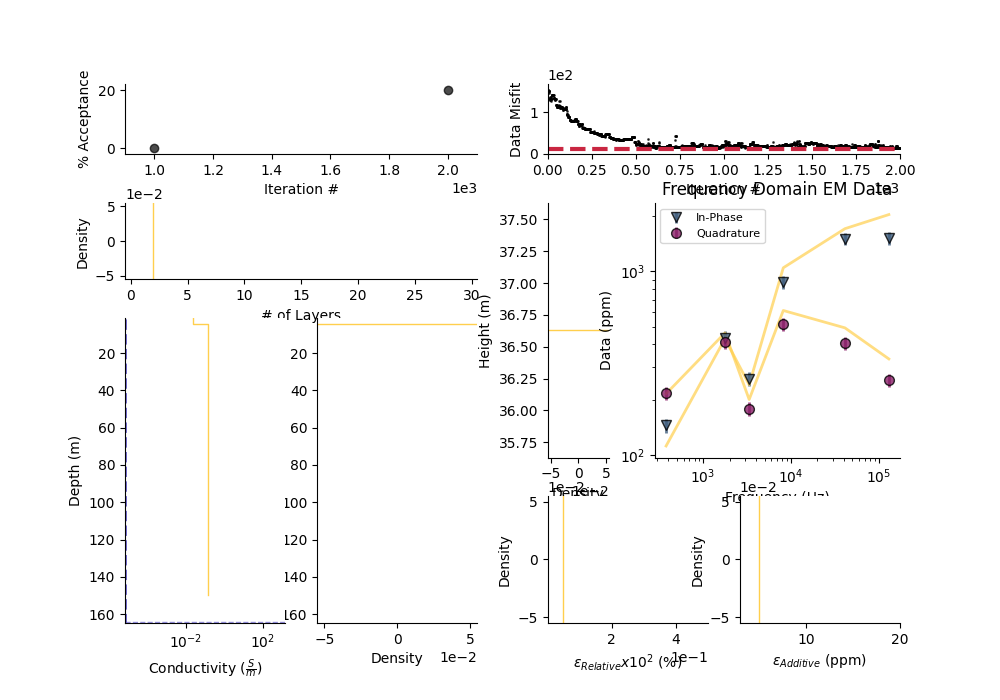 % Acceptance
20
0
1.0 1.2 1.4 1.6 1.8 2.0
Iteration #
1e3
1e2
Data Misfit
1
0
0.00 0.25 0.50 0.75 1.00 1.25 1.50 1.75 2.00
Iteration #
1e3
5e−2
Density
5
0
−5
0 5 10 15 20 25 30
# of Layers
Depth (m)
20
40
60
80
100
120
140
160
10⁻² 10²
Conductivity (S/m)
20
40
60
80
100
120
140
160
−5 0 5
Density
1e−2
Height (m)
37.50
37.25
37.00
36.75
36.50
36.25
36.00
35.75
−5 0 5
Density
1e−2
Frequency Domain EM Data
In-Phase
Quadrature
Data (ppm)
10³
10²
10³ 10⁴ 10⁵
Frequency (Hz)
1e−2
Density
5
0
−5
2 4
1e−1
ε_Relative x10² (%)
1e−2
Density
5
0
−5
10 20
ε_Additive (ppm)